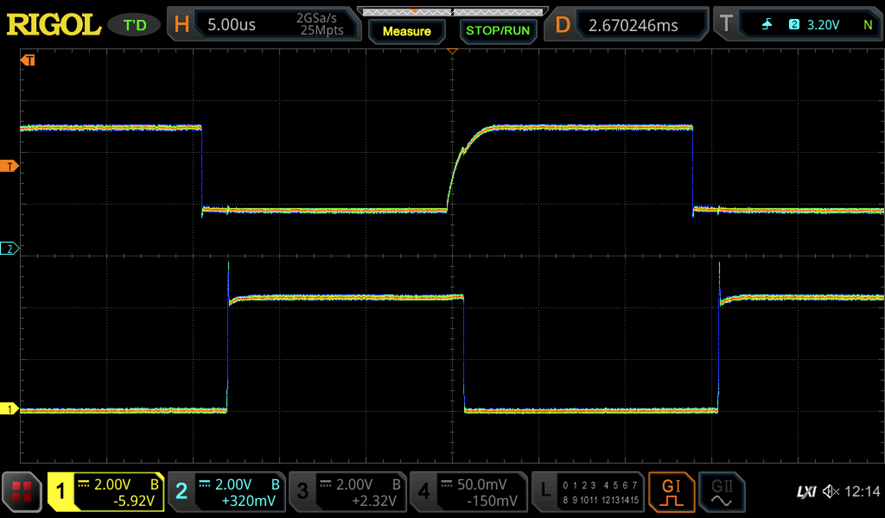 RIGOL T'D H 5.00us 2GSa/s 25Mpts Measure STOP/RUN D 2.670246ms T 2 3.20V N
T
T
2
1
1 2.00V B -5.92V 2 2.00V B +320mV 3 2.00V B +2.32V 4 50.0mV -150mV L 0 1 2 3 4 5 6 7 8 9 10 11 12 13 14 15 GI GII LXI 12:14